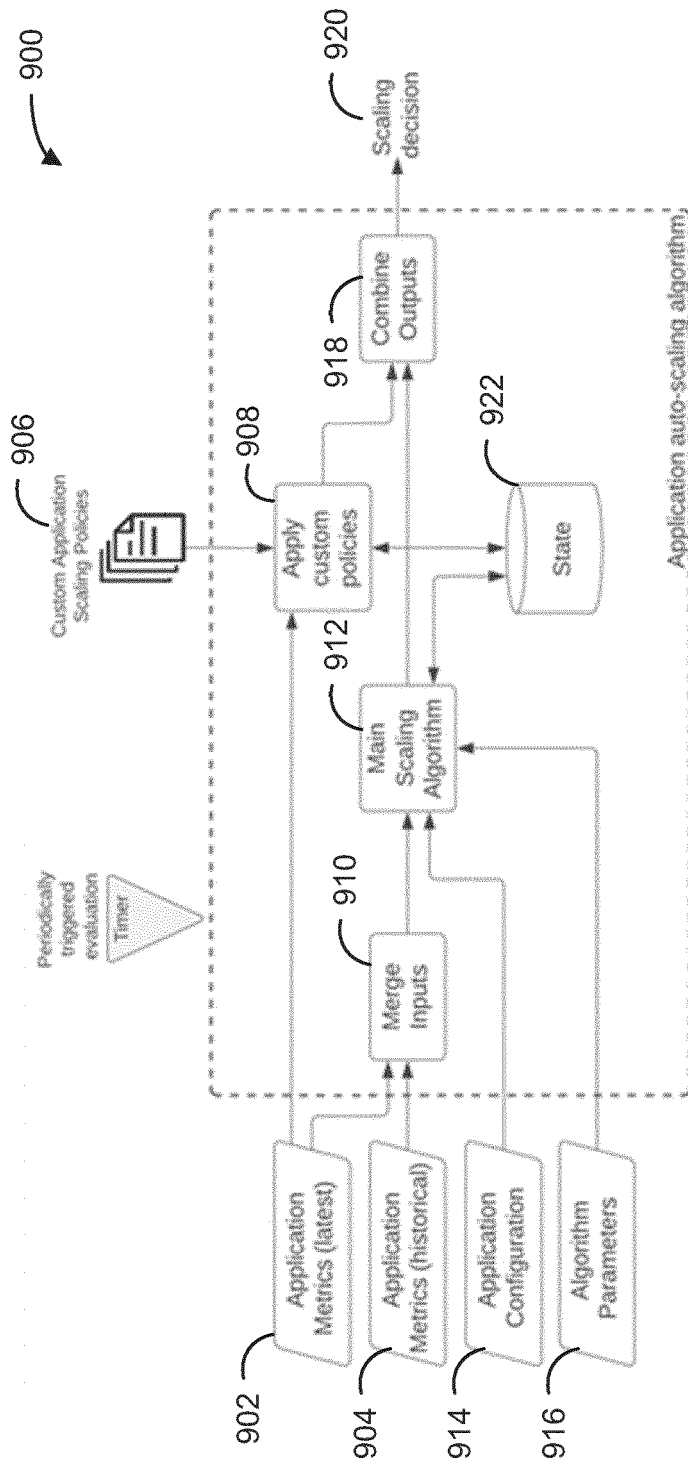 900
906
Custom Application
Scaling Policies
Periodically
triggered
evaluation
Timer
902
Application
Metrics (latest)
904
Application
Metrics (historical)
914
Application
Configuration
916
Algorithm
Parameters
910
Merge
Inputs
912
Main
Scaling
Algorithm
908
Apply
custom
policies
922
State
918
Combine
Outputs
920
Scaling
decision
Application auto-scaling algorithm